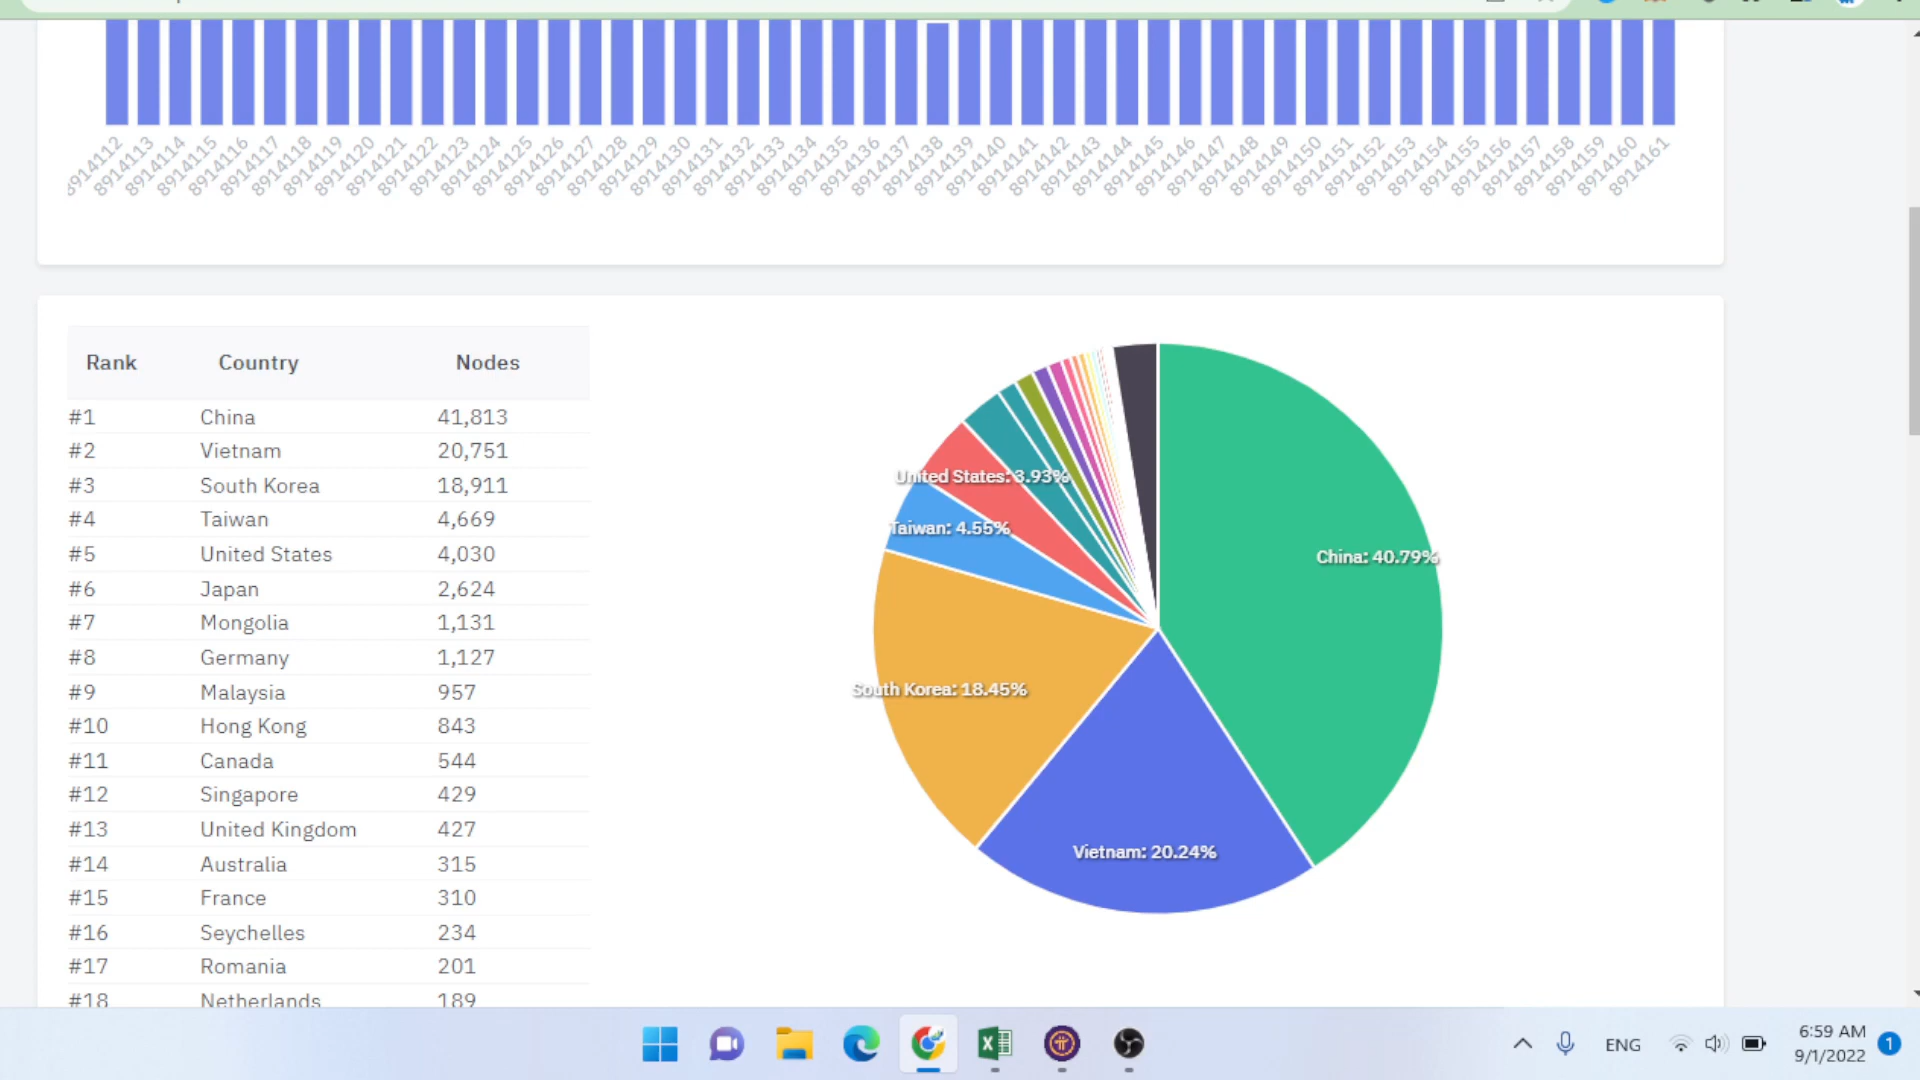 8914112 8914113 8914114 8914115 8914116 8914117 8914118 8914119 8914120 8914121 8914122 8914123 8914124 8914125 8914126 8914127 8914128 8914129 8914130 8914131 8914132 8914133 8914134 8914135 8914136 8914137 8914138 8914139 8914140 8914141 8914142 8914143 8914144 8914145 8914146 8914147 8914148 8914149 8914150 8914151 8914152 8914153 8914154 8914155 8914156 8914157 8914158 8914159 8914160 8914161
Rank Country Nodes
#1 China 41,813
#2 Vietnam 20,751
#3 South Korea 18,911
#4 Taiwan 4,669
#5 United States 4,030
#6 Japan 2,624
#7 Mongolia 1,131
#8 Germany 1,127
#9 Malaysia 957
#10 Hong Kong 843
#11 Canada 544
#12 Singapore 429
#13 United Kingdom 427
#14 Australia 315
#15 France 310
#16 Seychelles 234
#17 Romania 201
#18 Netherlands 189
United States: 3.93%
Taiwan: 4.55%
China: 40.79%
South Korea: 18.45%
Vietnam: 20.24%
ENG
6:59 AM
9/1/2022
1